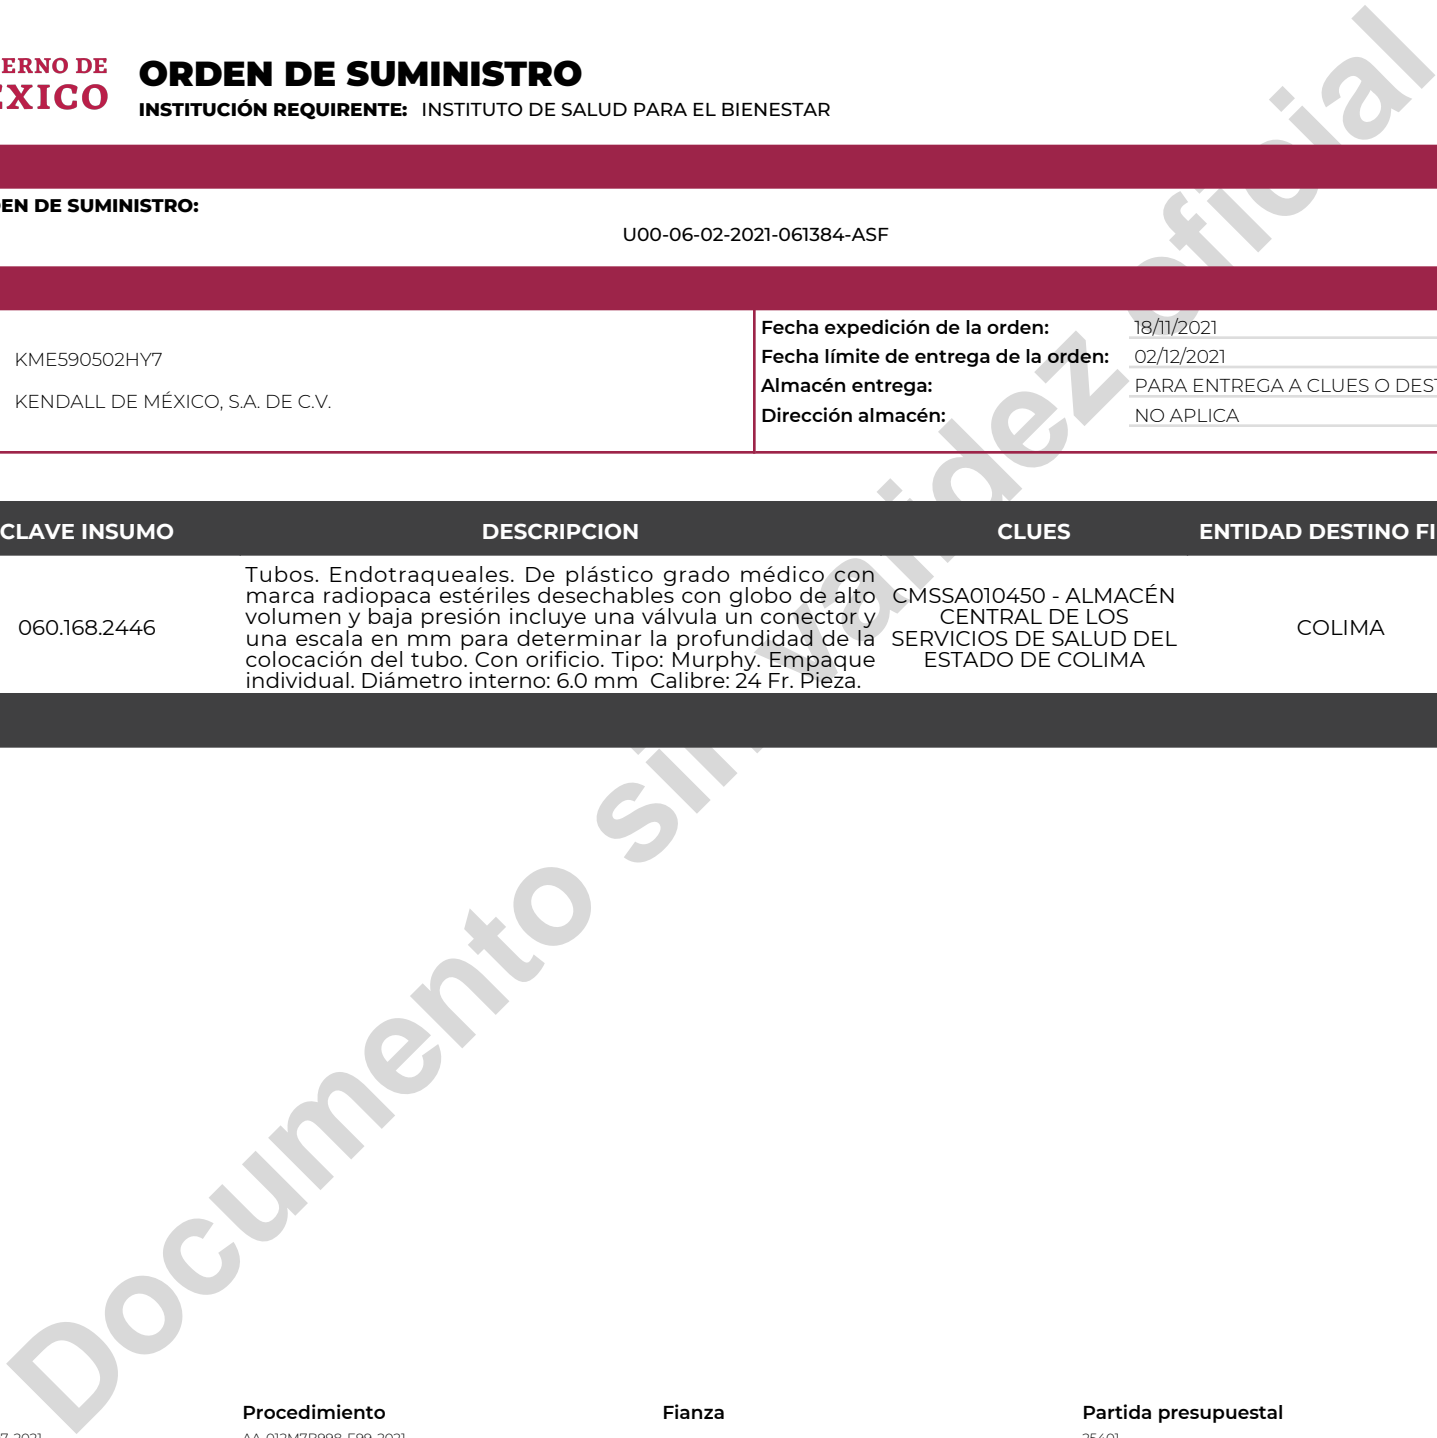 ERNO DE
ÉXICO
ORDEN DE SUMINISTRO
INSTITUCIÓN REQUIRENTE: INSTITUTO DE SALUD PARA EL BIENESTAR
EN DE SUMINISTRO:
U00-06-02-2021-061384-ASF
KME590502HY7
KENDALL DE MÉXICO, S.A. DE C.V.
Fecha expedición de la orden: 18/11/2021
Fecha límite de entrega de la orden: 02/12/2021
Almacén entrega: PARA ENTREGA A CLUES O DEST
Dirección almacén: NO APLICA
CLAVE INSUMO DESCRIPCION CLUES ENTIDAD DESTINO FI
060.168.2446
Tubos. Endotraqueales. De plástico grado médico con
marca radiopaca estériles desechables con globo de alto
volumen y baja presión incluye una válvula un conector y
una escala en mm para determinar la profundidad de la
colocación del tubo. Con orificio. Tipo: Murphy. Empaque
individual. Diámetro interno: 6.0 mm Calibre: 24 Fr. Pieza.
CMSSA010450 - ALMACÉN
CENTRAL DE LOS
SERVICIOS DE SALUD DEL
ESTADO DE COLIMA
COLIMA
Documento sin validez oficial
Procedimiento Fianza Partida presupuestal